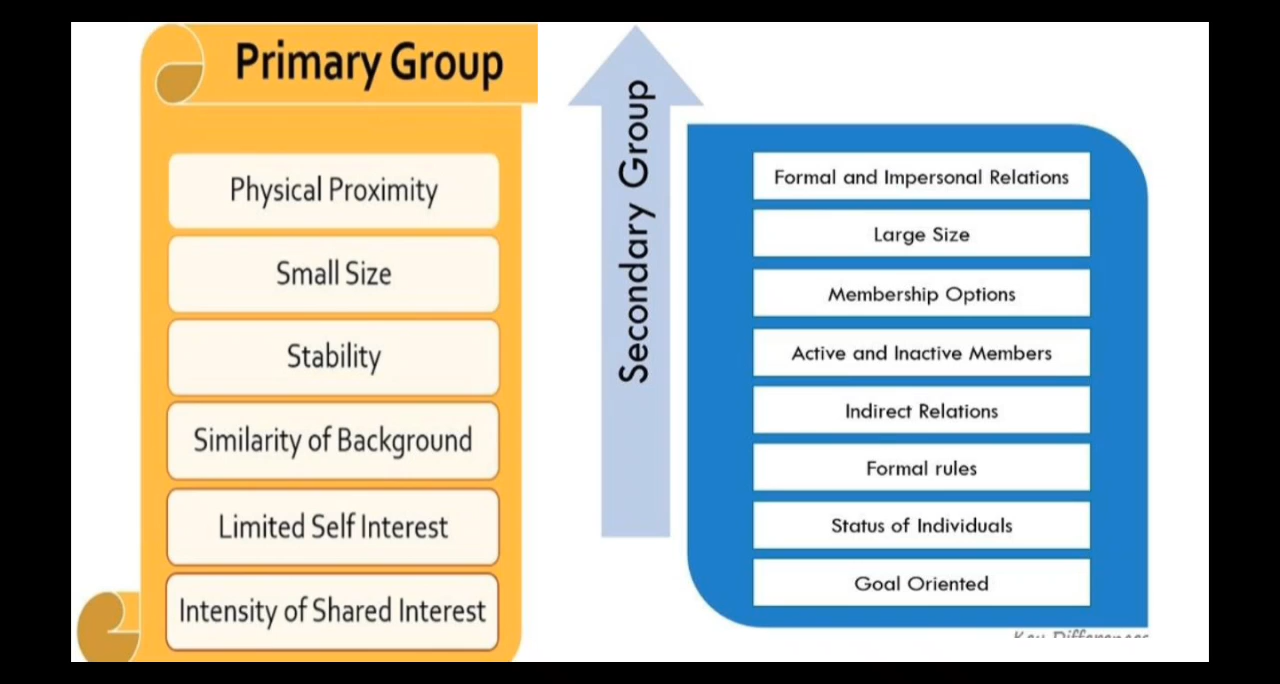 Primary Group
Physical Proximity
Small Size
Stability
Similarity of Background
Limited Self Interest
Intensity of Shared Interest
Secondary Group
Formal and Impersonal Relations
Large Size
Membership Options
Active and Inactive Members
Indirect Relations
Formal rules
Status of Individuals
Goal Oriented
Key Differences